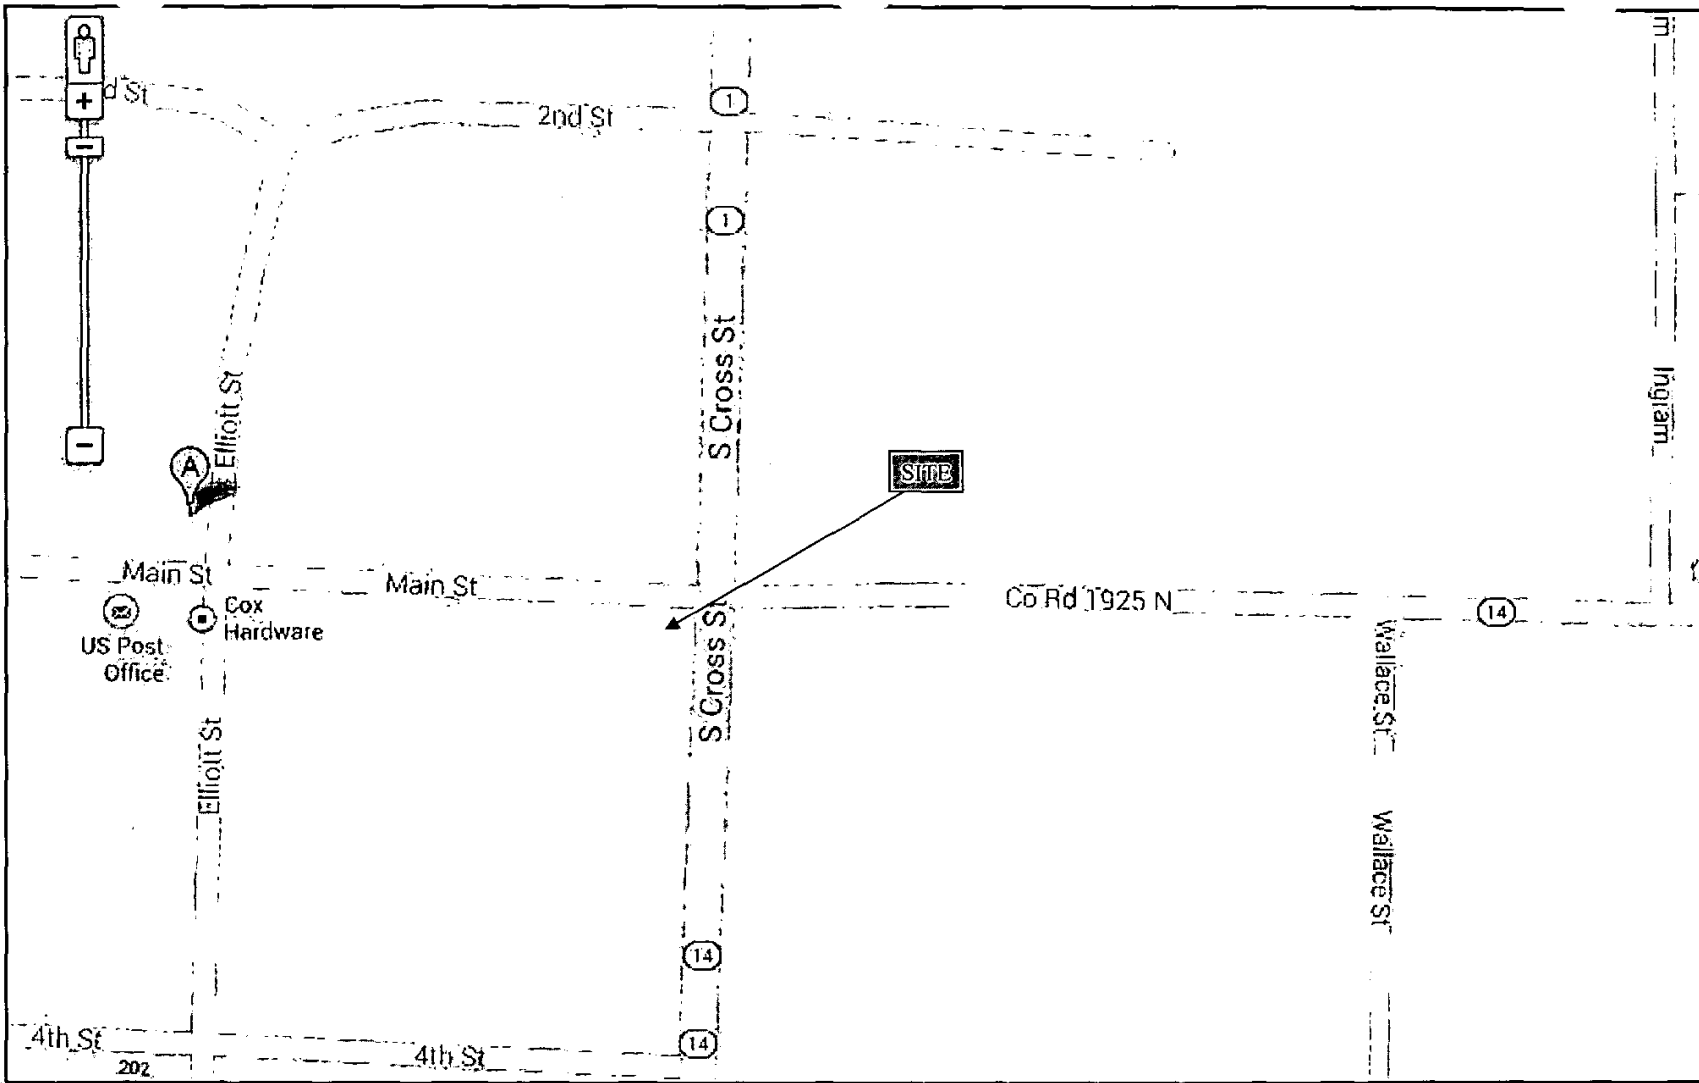 m
+
d St
1
2nd St
−
1
S Cross St
Elliott St
Ingram
−
A
SITE
Main St
Main St
Co Rd 1925 N
14
Cox
Hardware
US Post
Office
S Cross St
Wallace St
Elliott St
Wallace St
14
4th St
4th St
14
202